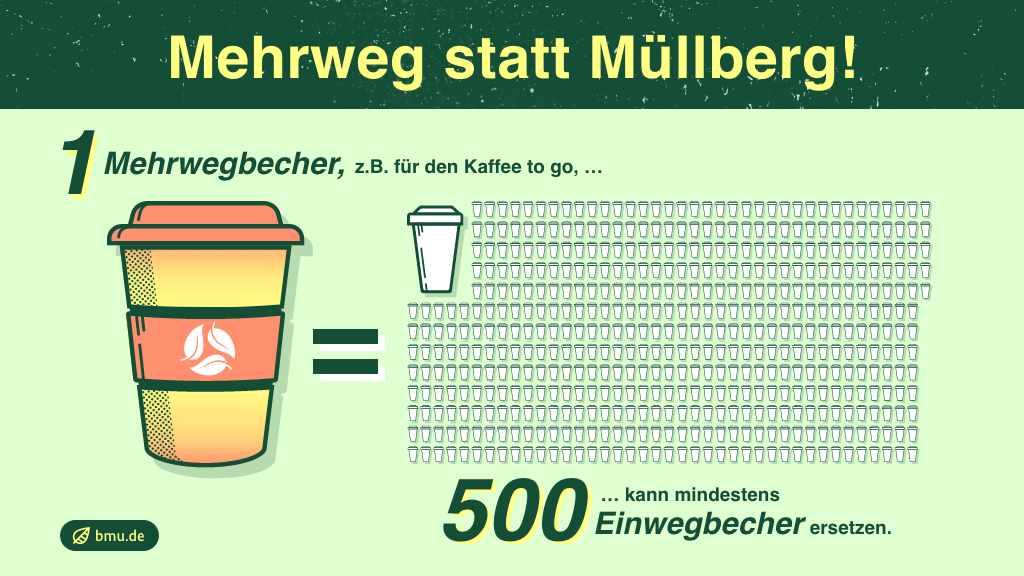 Mehrweg statt Müllberg!
1 Mehrwegbecher, z.B. für den Kaffee to go, …
500 … kann mindestens
Einwegbecher ersetzen.
bmu.de